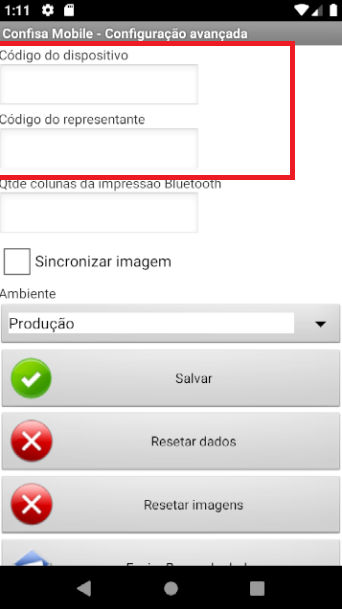 1:11
Confisa Mobile - Configuração avançada
Código do dispositivo
Código do representante
Qtde colunas da impressão Bluetooth
Sincronizar imagem
Ambiente
Produção
Salvar
Resetar dados
Resetar imagens